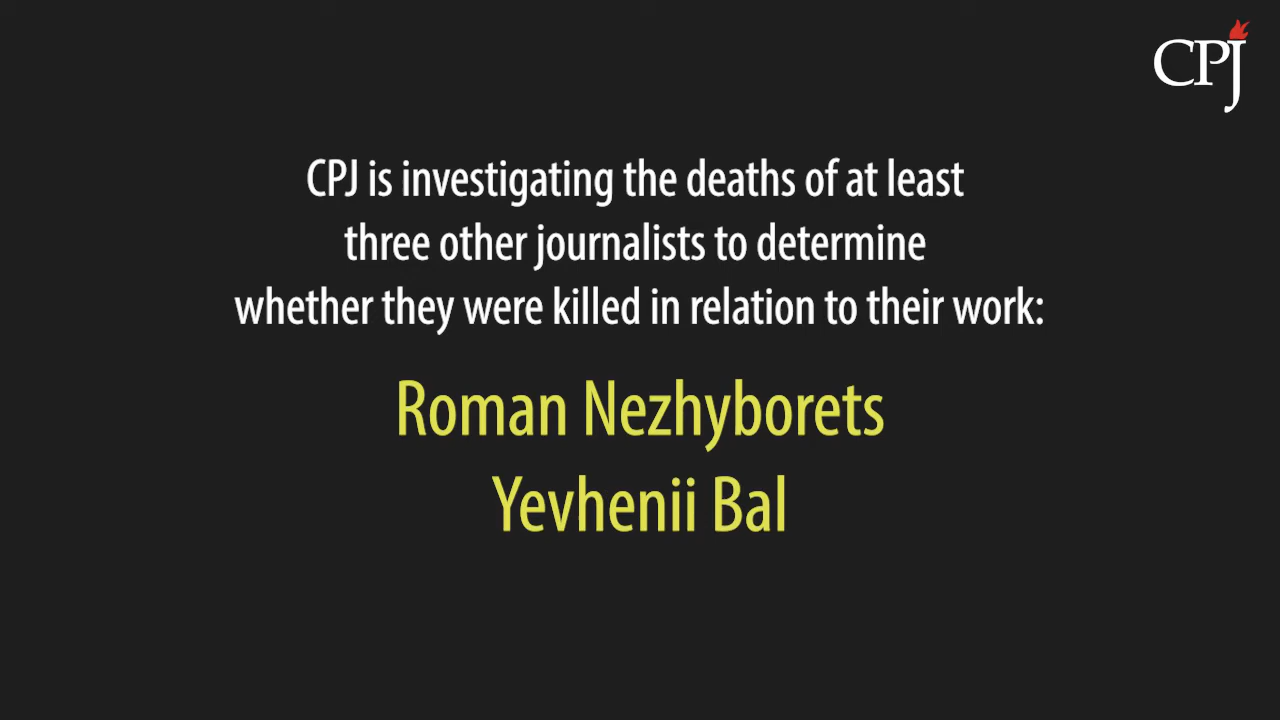 CPJ
CPJ is investigating the deaths of at least
three other journalists to determine
whether they were killed in relation to their work:
Roman Nezhyborets
Yevhenii Bal